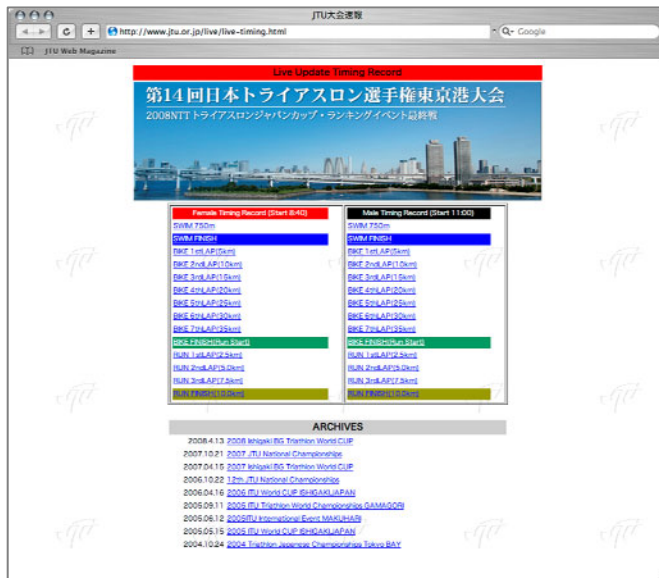 JTU大会速報
http://www.jtu.or.jp/live/live-timing.html
Google
JTU Web Magazine
Live Update Timing Record
第14回日本トライアスロン選手権東京港大会
2008NTTトライアスロンジャパンカップ・ランキングイベント最終戦
Female Timing Record (Start 8:40)
SWIM 750m
SWIM FINISH
BIKE 1stLAP(5km)
BIKE 2ndLAP(10km)
BIKE 3rdLAP(15km)
BIKE 4thLAP(20km)
BIKE 5thLAP(25km)
BIKE 6thLAP(30km)
BIKE 7thLAP(35km)
BIKE FINISH(Run Start)
RUN 1stLAP(2.5km)
RUN 2ndLAP(5.0km)
RUN 3rdLAP(7.5km)
RUN FINISH(10.0km)
Male Timing Record (Start 11:00)
SWIM 750m
SWIM FINISH
BIKE 1stLAP(5km)
BIKE 2ndLAP(10km)
BIKE 3rdLAP(15km)
BIKE 4thLAP(20km)
BIKE 5thLAP(25km)
BIKE 6thLAP(30km)
BIKE 7thLAP(35km)
BIKE FINISH(Run Start)
RUN 1stLAP(2.5km)
RUN 2ndLAP(5.0km)
RUN 3rdLAP(7.5km)
RUN FINISH(10.0km)
ARCHIVES
2008.4.13 2008 Ishigaki BG Triathlon World CUP
2007.10.21 2007 JTU National Championships
2007.04.15 2007 Ishigaki BG Triathlon World CUP
2006.10.22 12th JTU National Championships
2006.04.16 2006 ITU World CUP ISHIGAKIJAPAN
2005.09.11 2005 ITU Triathlon World Championships GAMAGORI
2005.06.12 2005ITU International Event MAKUHARI
2005.05.15 2005 ITU World CUP ISHIGAKIJAPAN
2004.10.24 2004 Triathlon Japanese Championships Tokyo BAY